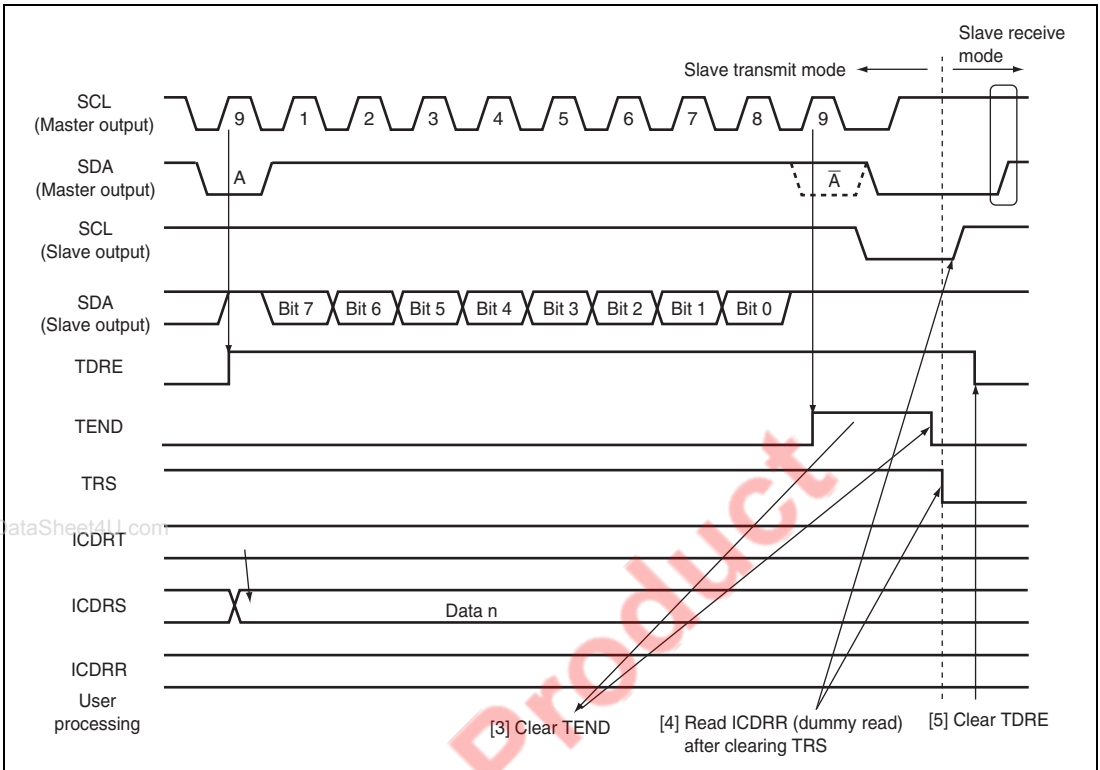 Slave receive
mode
Slave transmit mode
SCL
(Master output)
9 1 2 3 4 5 6 7 8 9
SDA
(Master output)
A A̅
SCL
(Slave output)
SDA
(Slave output)
Bit 7 Bit 6 Bit 5 Bit 4 Bit 3 Bit 2 Bit 1 Bit 0
TDRE
TEND
TRS
ICDRT
ICDRS
Data n
ICDRR
User
processing
[3] Clear TEND
[4] Read ICDRR (dummy read)
after clearing TRS
[5] Clear TDRE
Product
ataSheet4U.com